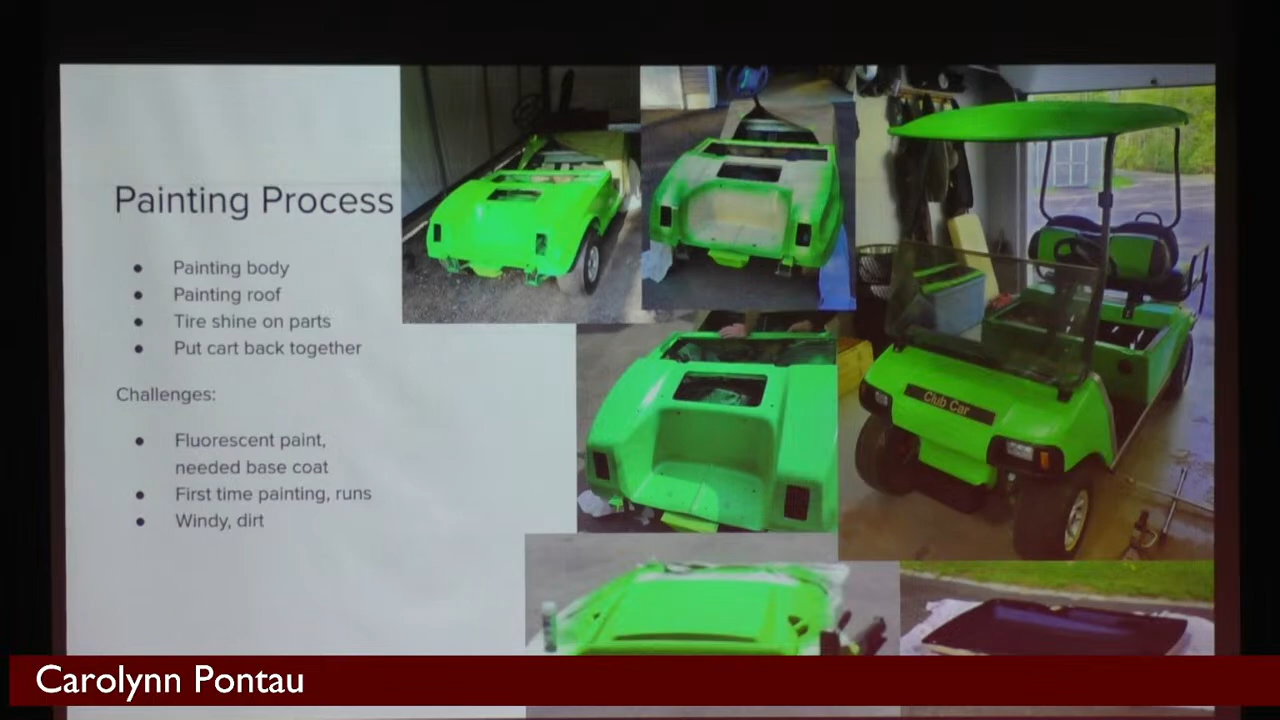 Painting Process
● Painting body
● Painting roof
● Tire shine on parts
● Put cart back together
Challenges:
● Fluorescent paint,
needed base coat
● First time painting, runs
● Windy, dirt
Club Car
Carolynn Pontau